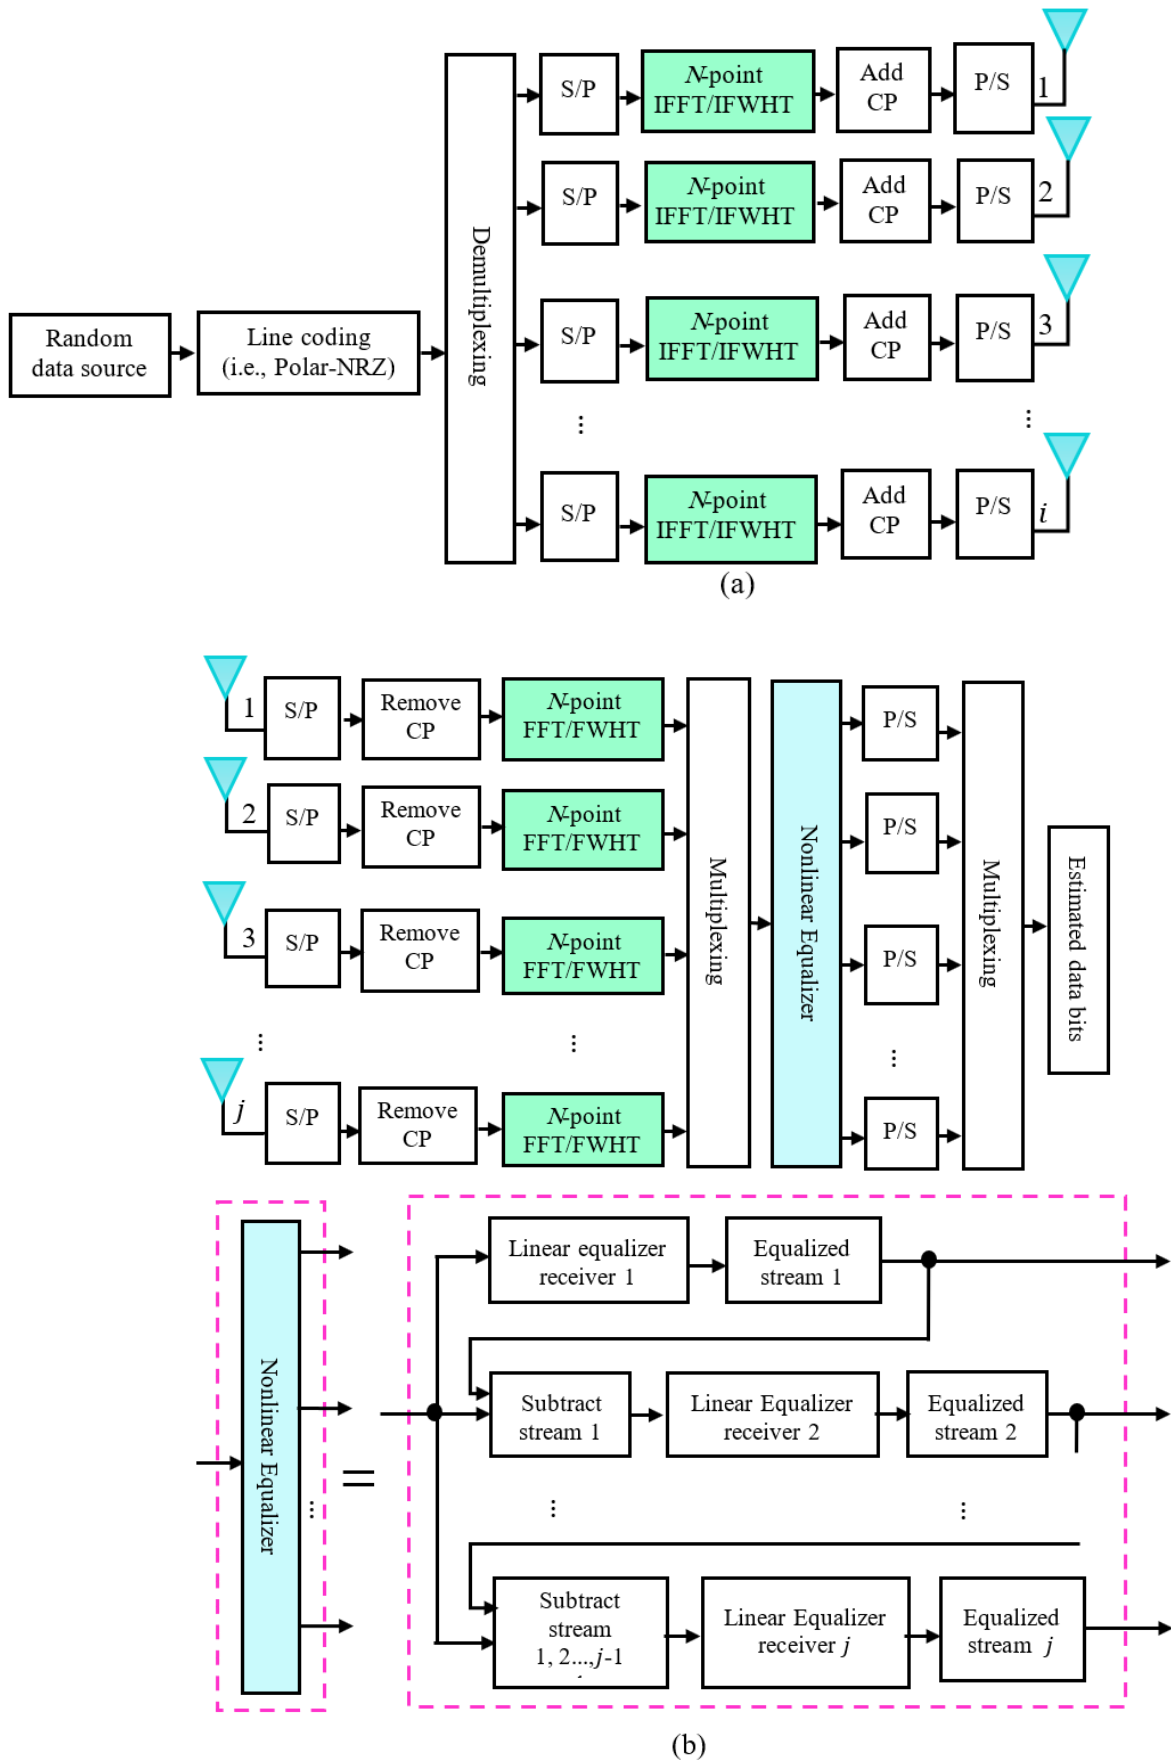 S/P
N-point
IFFT/IFWHT
Add
CP
P/S
1
S/P
N-point
IFFT/IFWHT
Add
CP
P/S
2
Demultiplexing
Random
data source
Line coding
(i.e., Polar-NRZ)
S/P
N-point
IFFT/IFWHT
Add
CP
P/S
3
...
...
S/P
N-point
IFFT/IFWHT
Add
CP
P/S
i
(a)
1
S/P
Remove
CP
N-point
FFT/FWHT
P/S
2
S/P
Remove
CP
N-point
FFT/FWHT
P/S
Multiplexing
Nonlinear Equalizer
Multiplexing
Estimated data bits
3
S/P
Remove
CP
N-point
FFT/FWHT
P/S
...
...
...
j
S/P
Remove
CP
N-point
FFT/FWHT
P/S
Nonlinear Equalizer
...
=
Linear equalizer
receiver 1
Equalized
stream 1
Subtract
stream 1
Linear Equalizer
receiver 2
Equalized
stream 2
...
...
Subtract
stream
1, 2...,j-1
Linear Equalizer
receiver j
Equalized
stream j
(b)